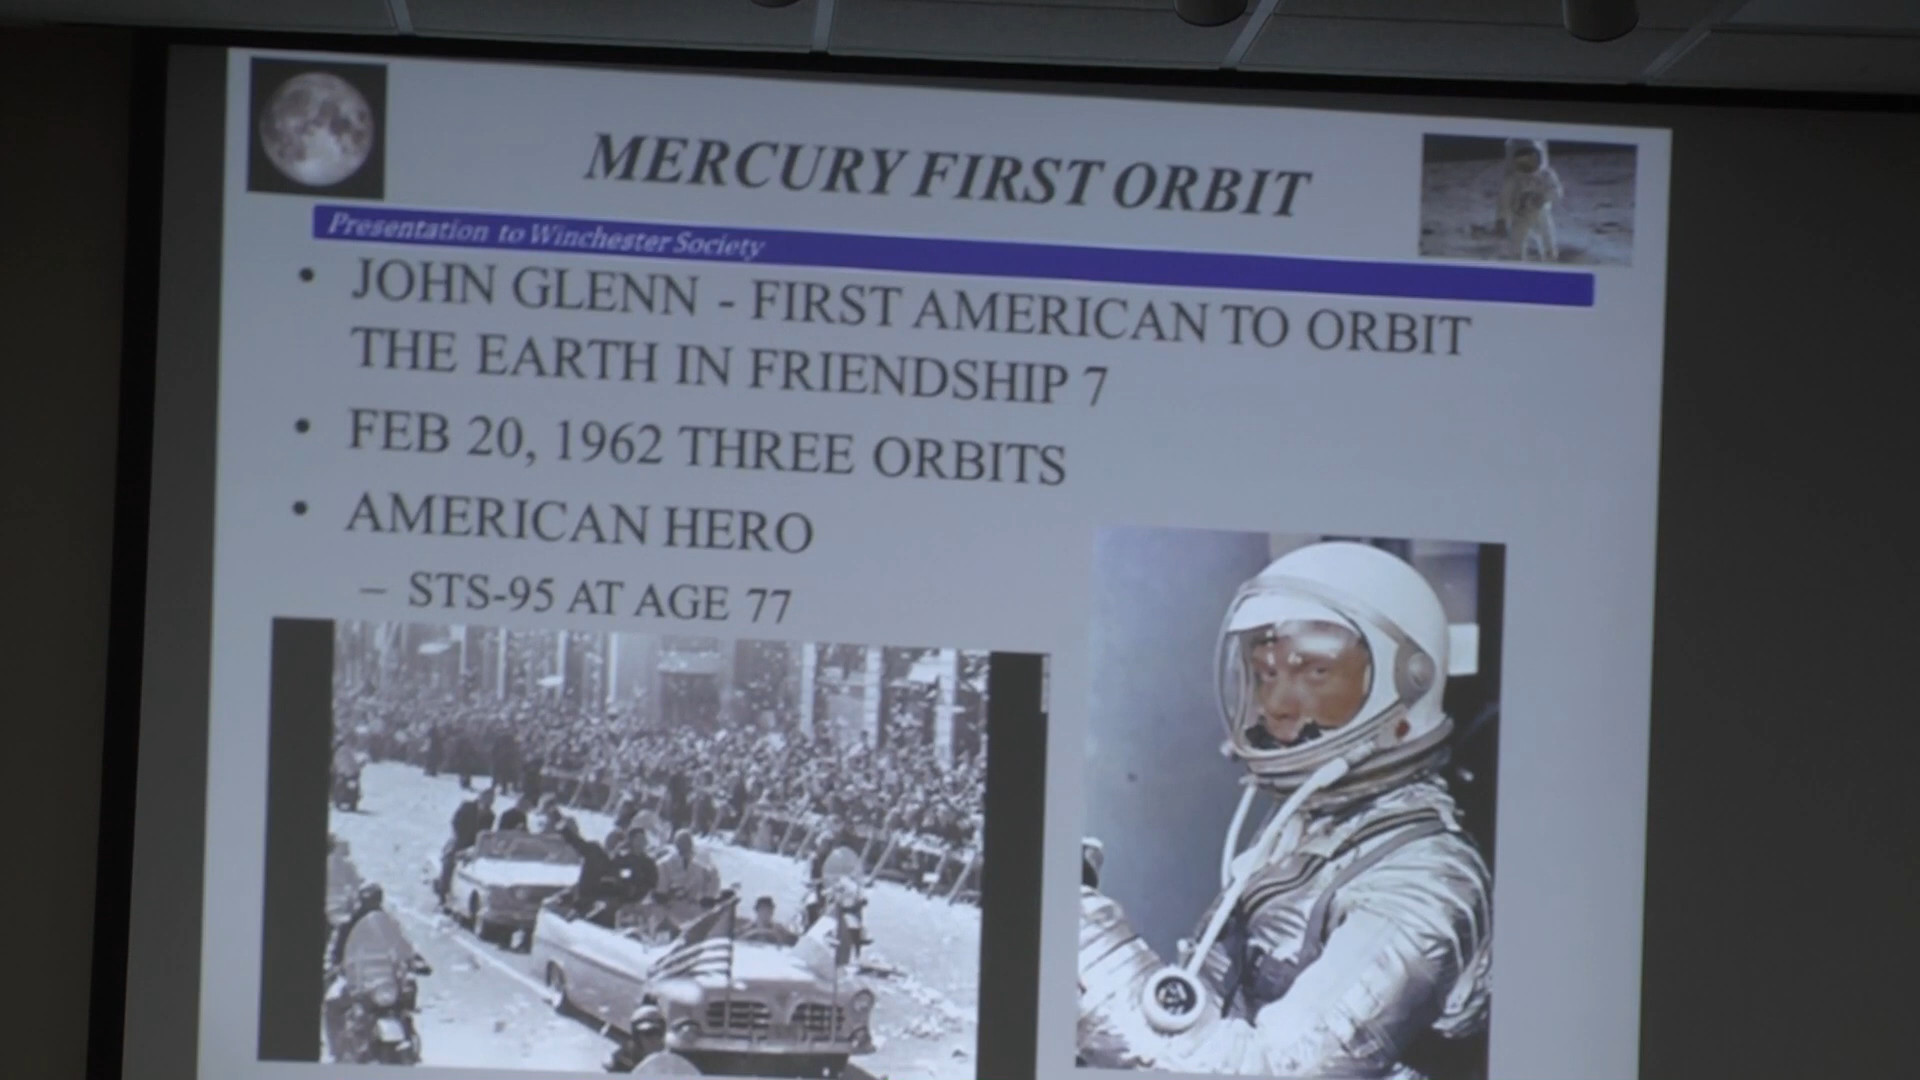 MERCURY FIRST ORBIT
Presentation to Winchester Society
• JOHN GLENN - FIRST AMERICAN TO ORBIT
THE EARTH IN FRIENDSHIP 7
• FEB 20, 1962 THREE ORBITS
• AMERICAN HERO
– STS-95 AT AGE 77